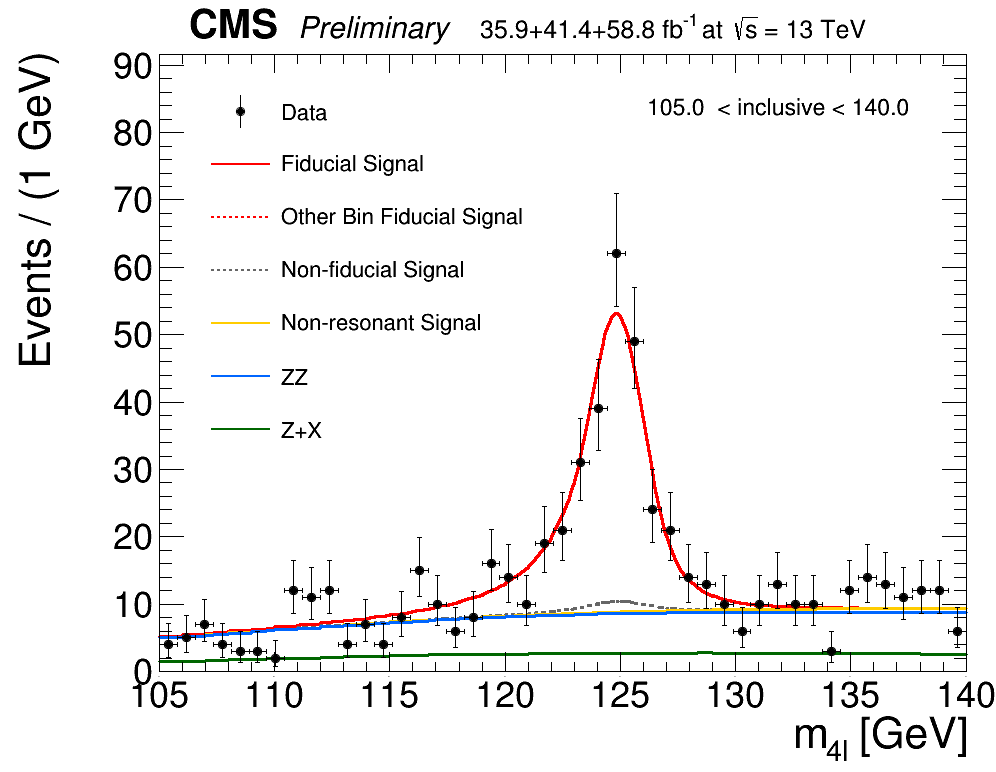 CMS Preliminary 35.9+41.4+58.8 fb⁻¹ at √s = 13 TeV
Events / (1 GeV)
90
80
70
60
50
40
30
20
10
0
105.0 < inclusive < 140.0
Data
Fiducial Signal
Other Bin Fiducial Signal
Non-fiducial Signal
Non-resonant Signal
ZZ
Z+X
105 110 115 120 125 130 135 140
m4l [GeV]